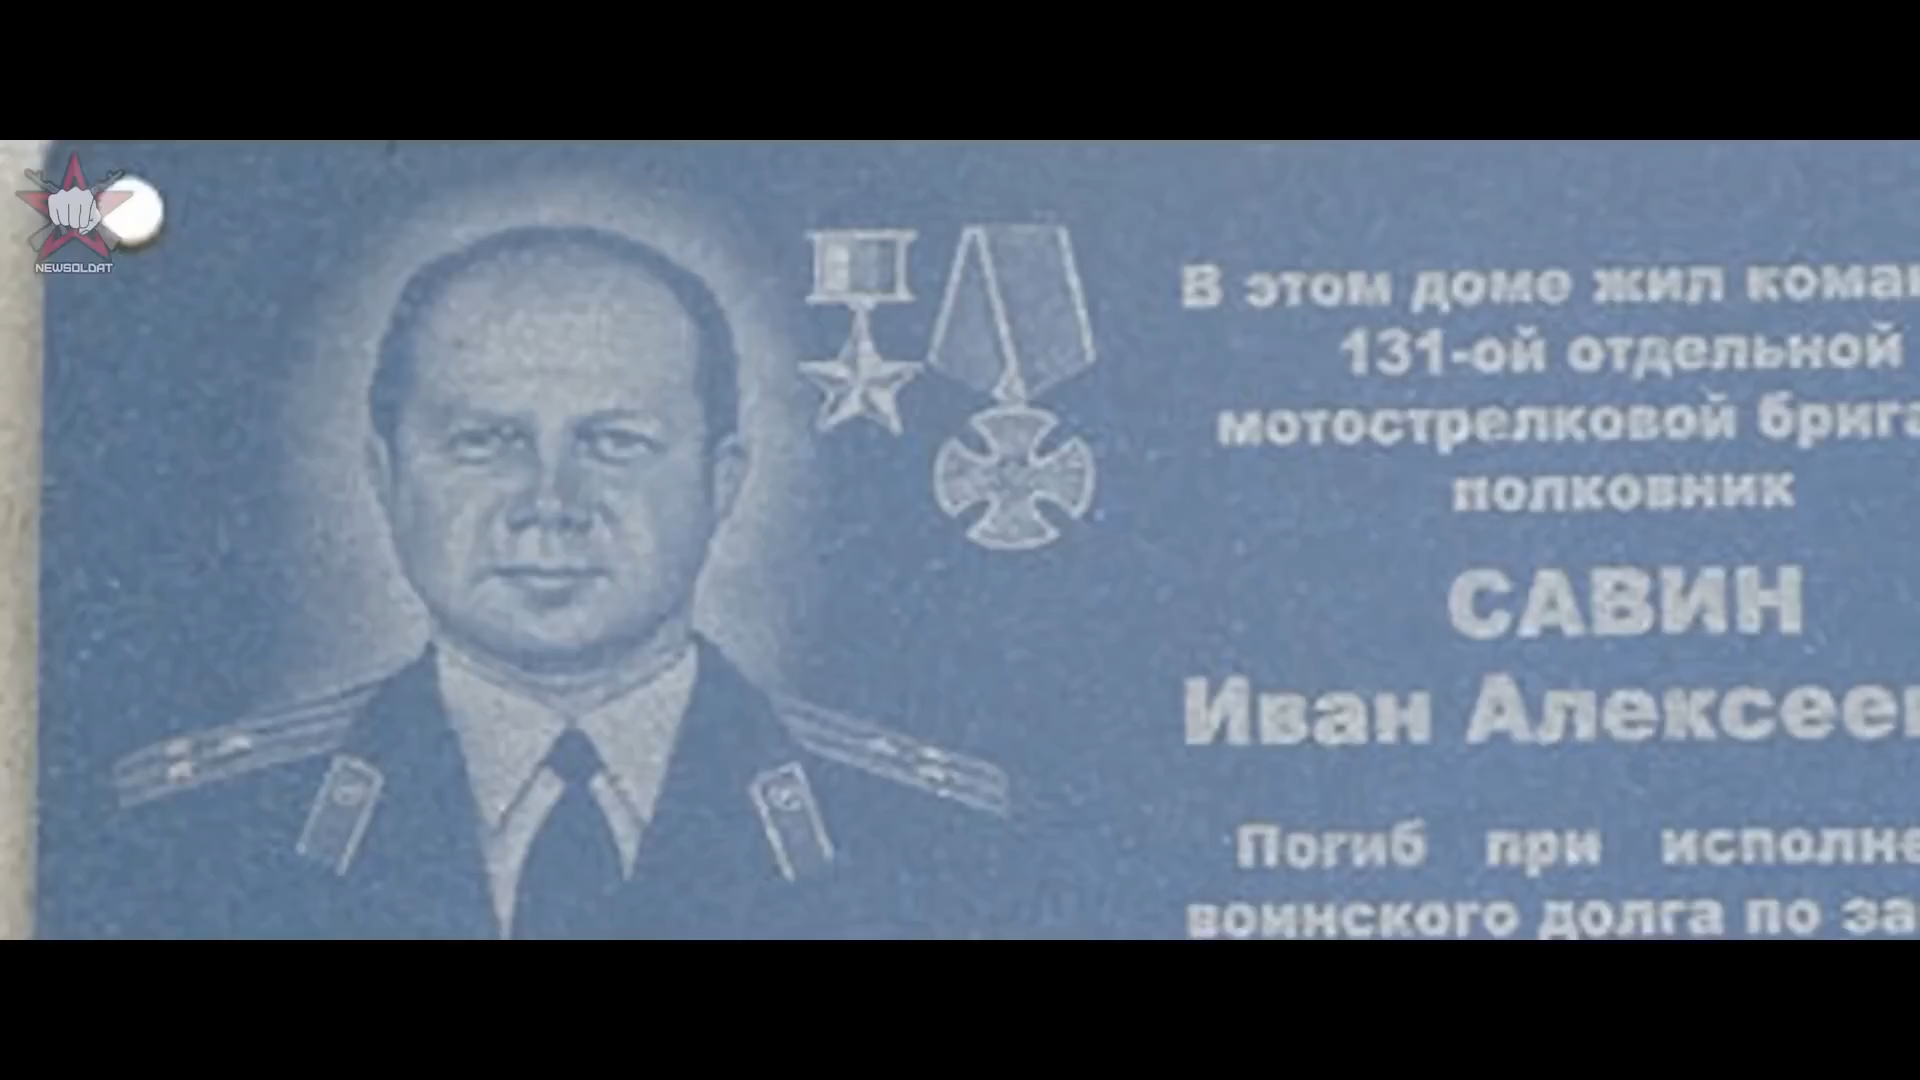 NEWSOLDAT
В этом доме жил коман
131-ой отдельной
мотострелковой брига
полковник
САВИН
Иван Алексеев
Погиб при исполне
воинского долга по за